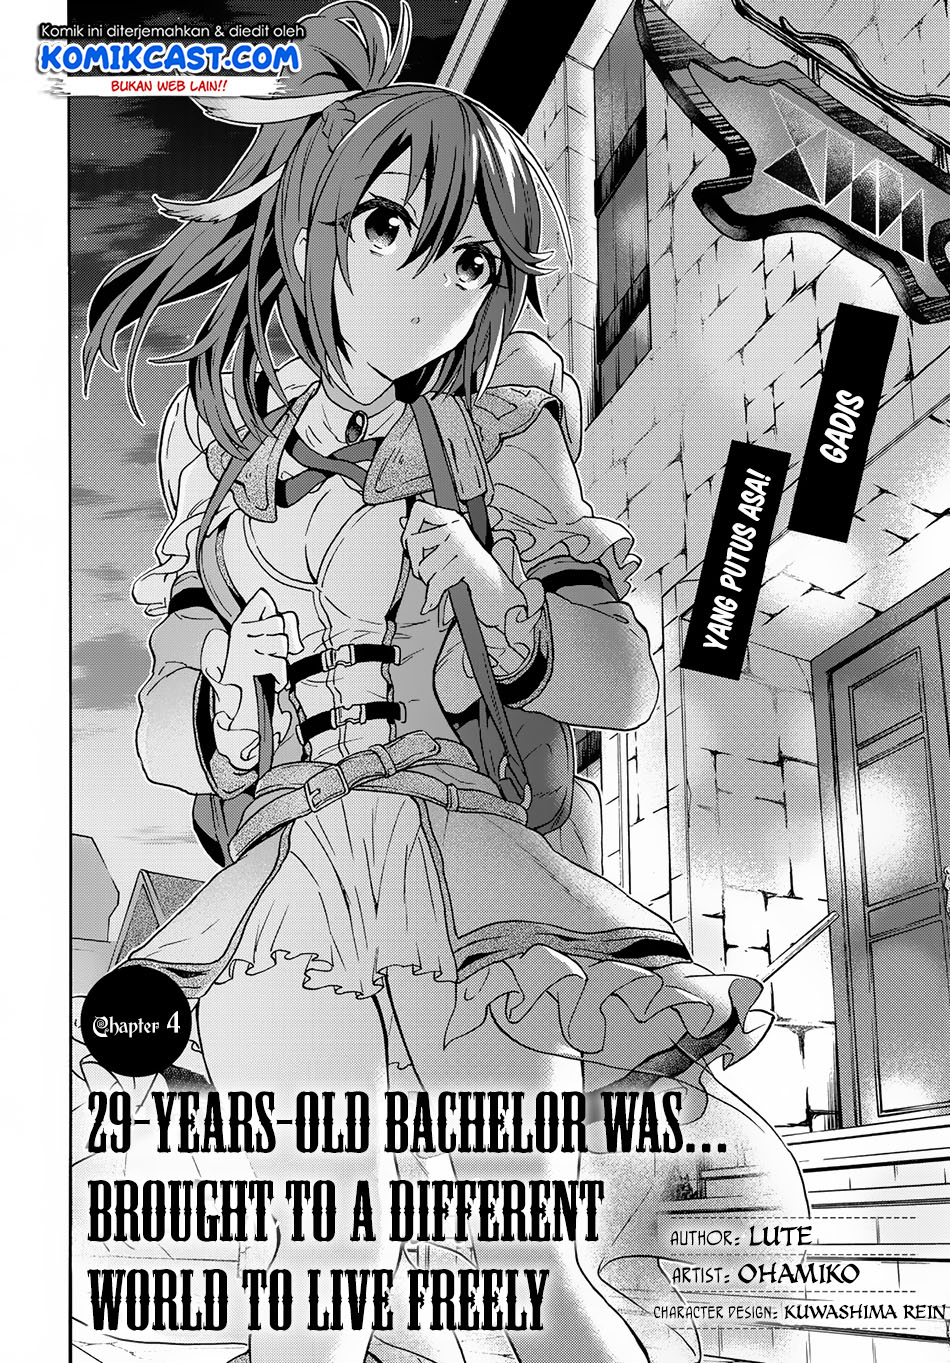 Komik ini diterjemahkan & diedit oleh
KOMIKCAST.COM
BUKAN WEB LAIN!!
GADIS
YANG PUTUS ASA!
Chapter 4
29-YEARS-OLD BACHELOR WAS...
BROUGHT TO A DIFFERENT
WORLD TO LIVE FREELY
AUTHOR: LUTE
ARTIST: OHAMIKO
CHARACTER DESIGN: KUWASHIMA REIN